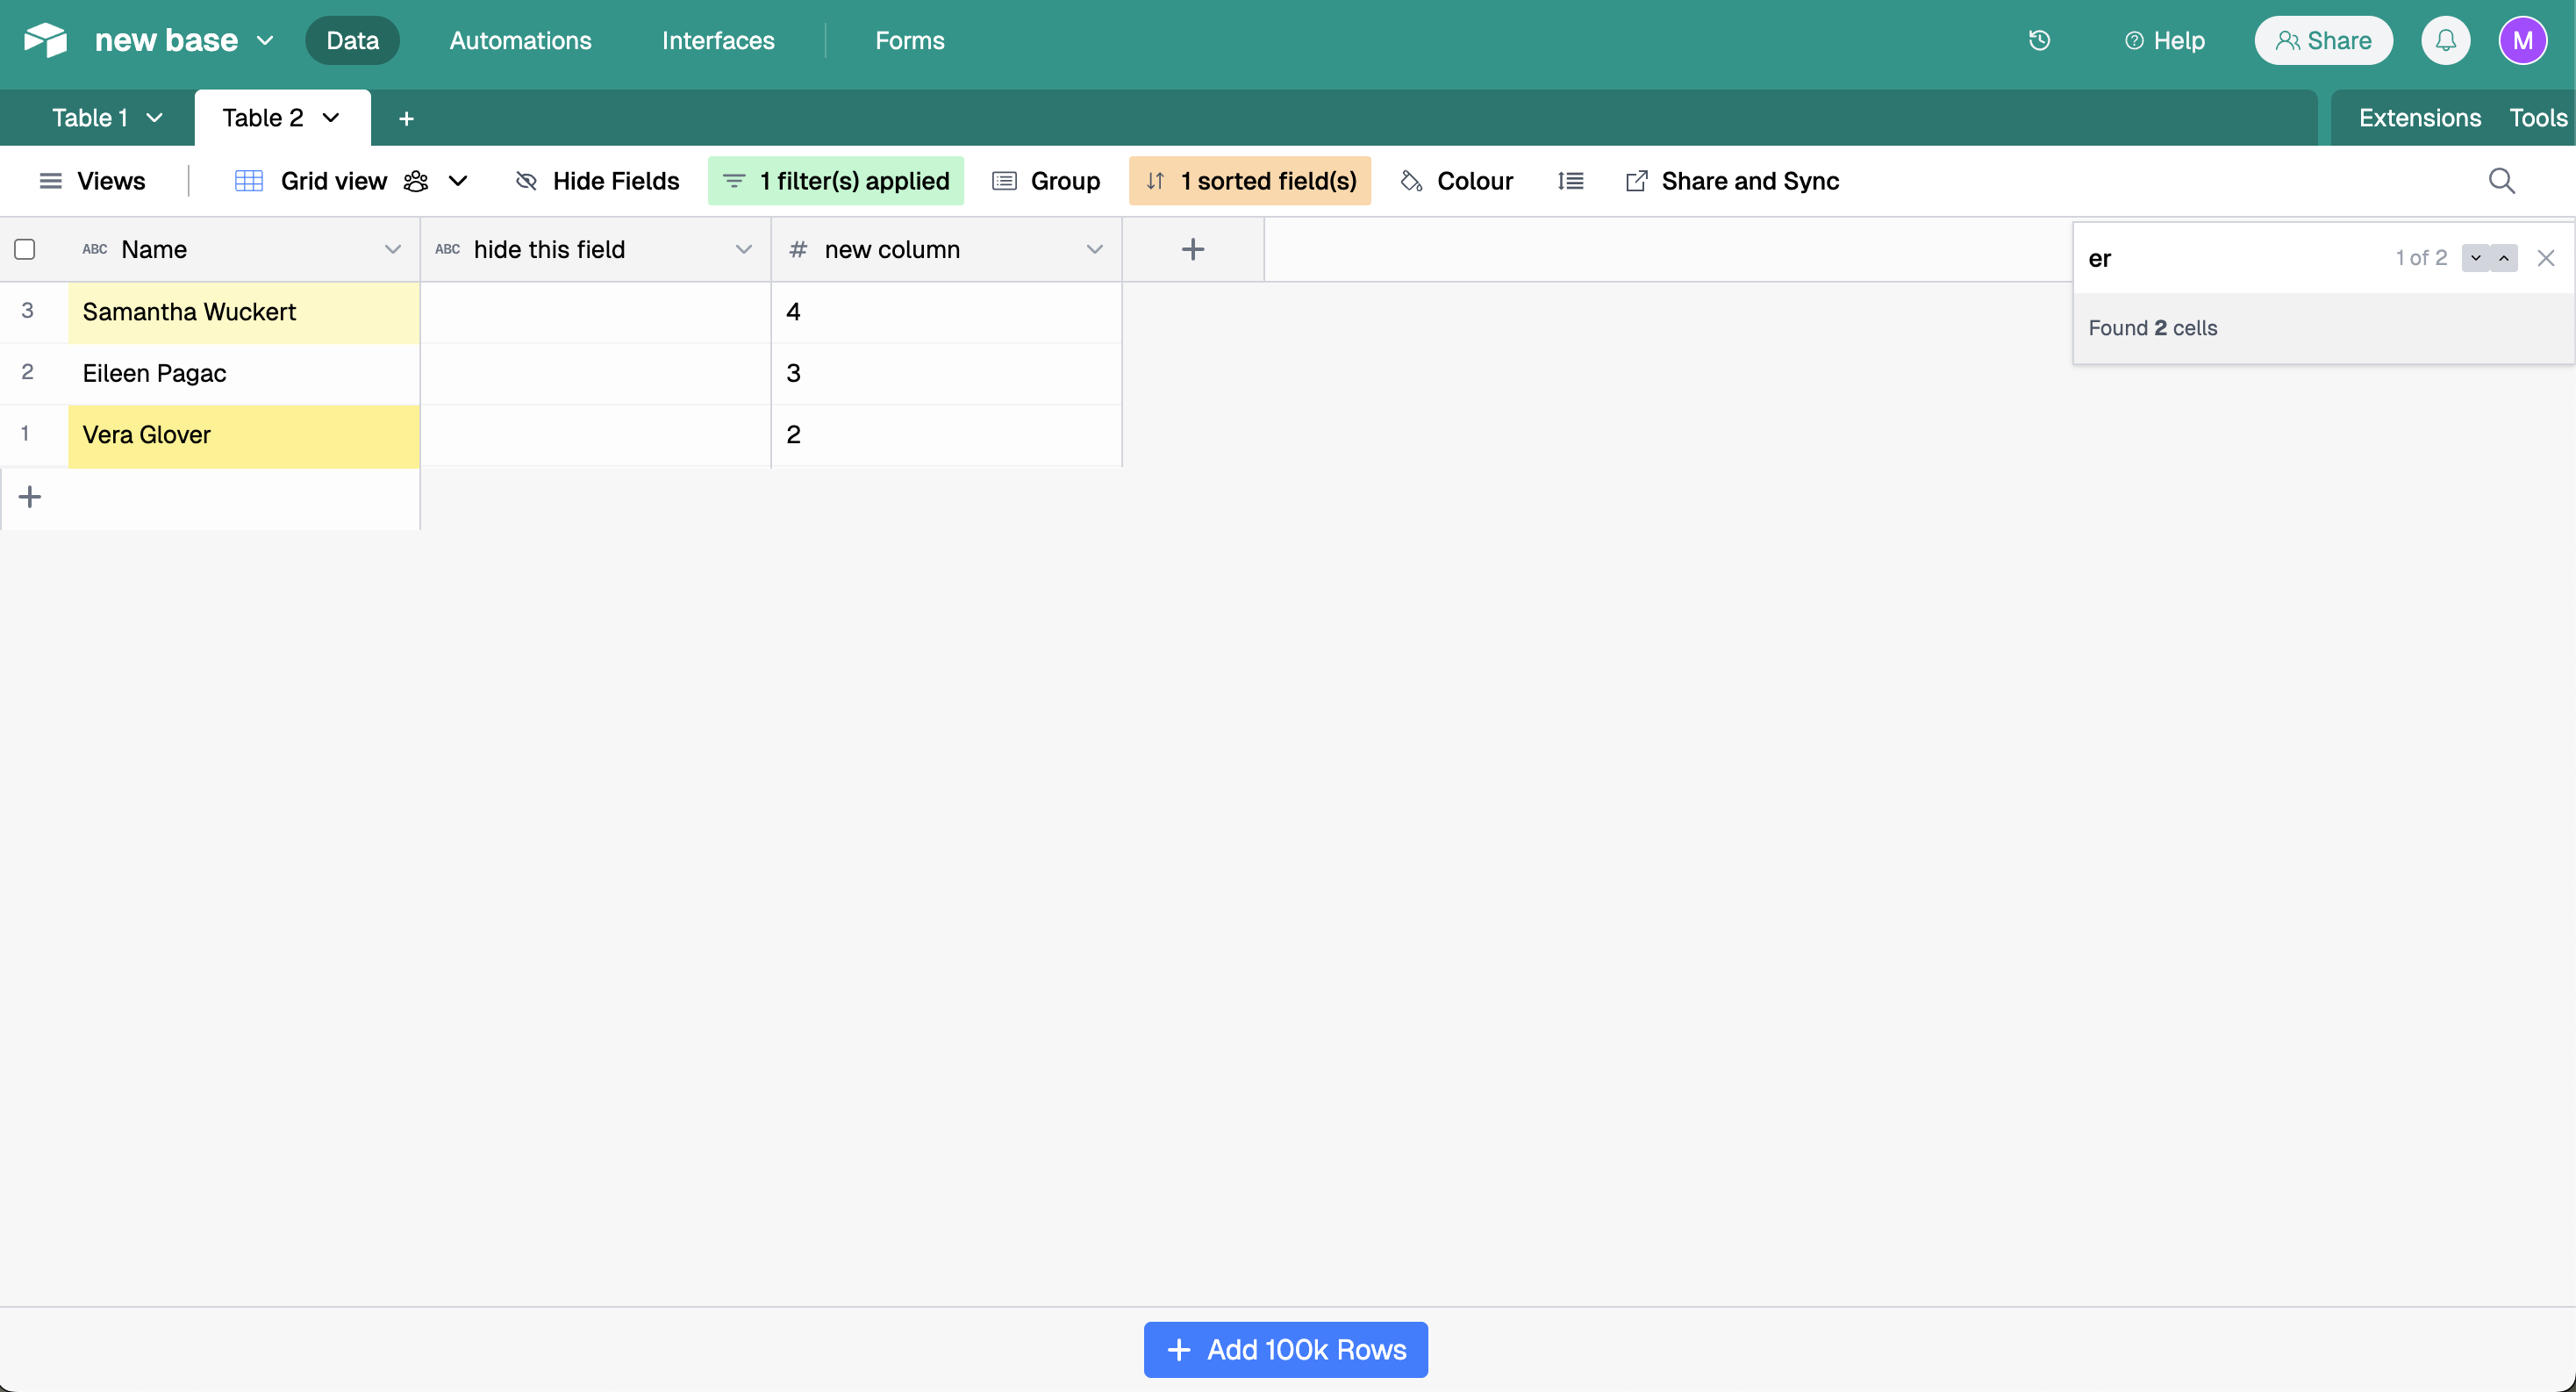 new base Data Automations Interfaces Forms Help Share M
Table 1 Table 2 + Extensions Tools
Views Grid view Hide Fields 1 filter(s) applied Group 1 sorted field(s) Colour Share and Sync
ABC Name ABC hide this field # new column +
er 1 of 2
Found 2 cells
3 Samantha Wuckert 4
2 Eileen Pagac 3
1 Vera Glover 2
+
+ Add 100k Rows